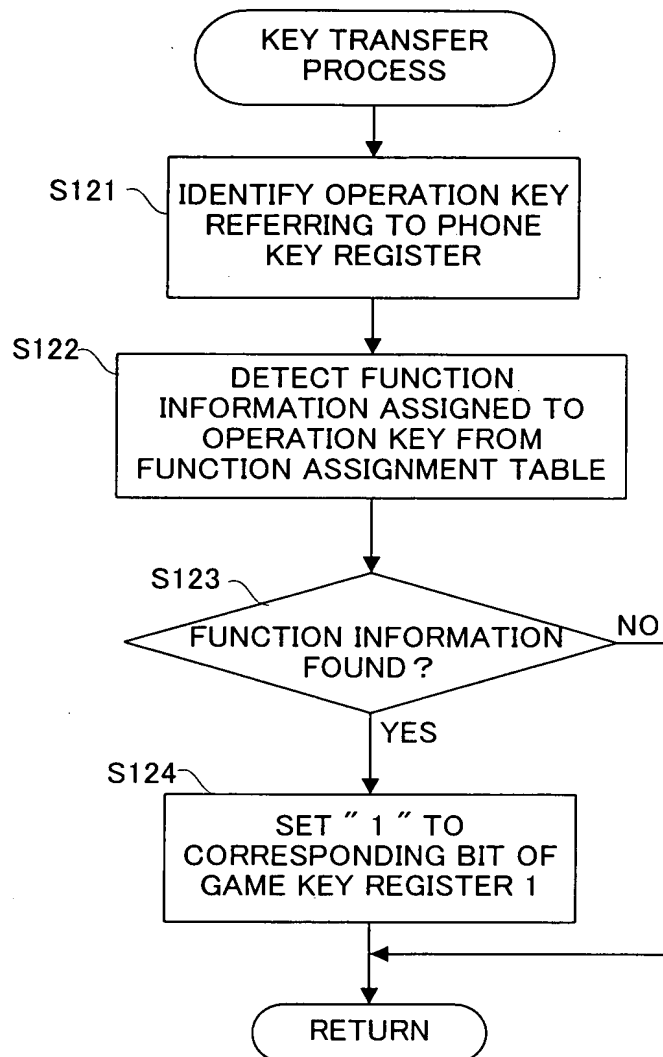 KEY TRANSFER
PROCESS
S121
IDENTIFY OPERATION KEY
REFERRING TO PHONE
KEY REGISTER
S122
DETECT FUNCTION
INFORMATION ASSIGNED TO
OPERATION KEY FROM
FUNCTION ASSIGNMENT TABLE
S123
FUNCTION INFORMATION
FOUND?
NO
YES
S124
SET " 1 " TO
CORRESPONDING BIT OF
GAME KEY REGISTER 1
RETURN